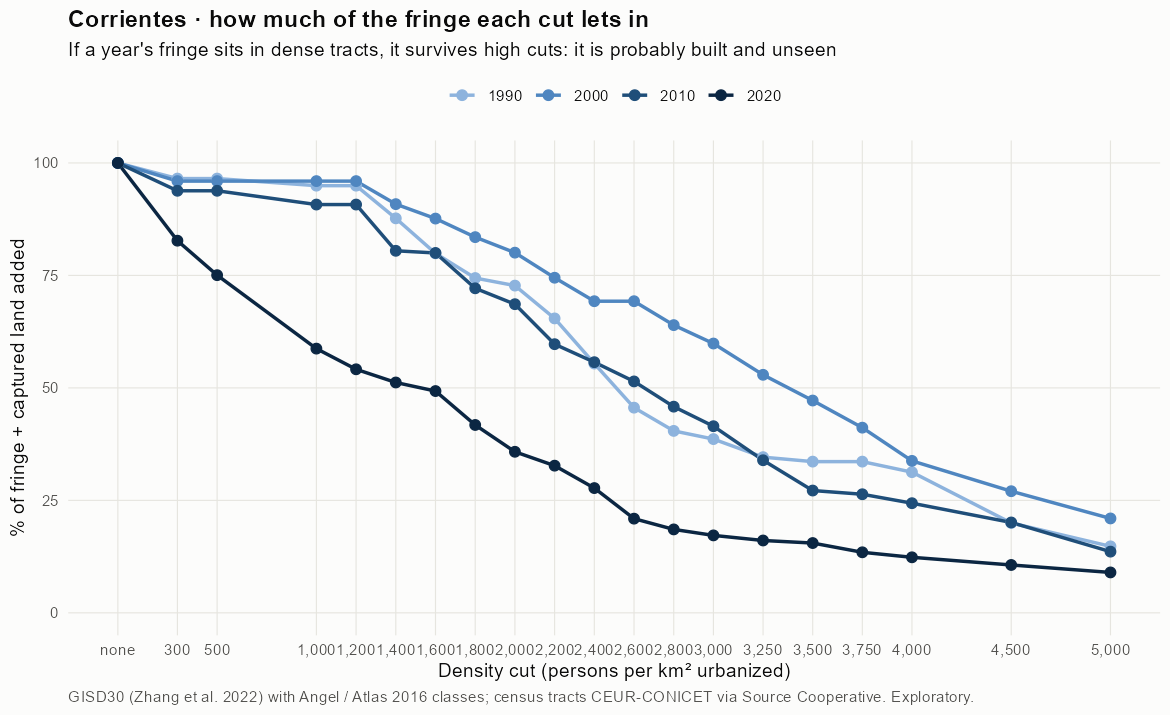 Corrientes · how much of the fringe each cut lets in
If a year's fringe sits in dense tracts, it survives high cuts: it is probably built and unseen
1990 2000 2010 2020
% of fringe + captured land added
100
75
50
25
0
none 300 500 1,000 1,200 1,400 1,600 1,800 2,000 2,200 2,400 2,600 2,800 3,000 3,250 3,500 3,750 4,000 4,500 5,000
Density cut (persons per km² urbanized)
GISD30 (Zhang et al. 2022) with Angel / Atlas 2016 classes; census tracts CEUR-CONICET via Source Cooperative. Exploratory.